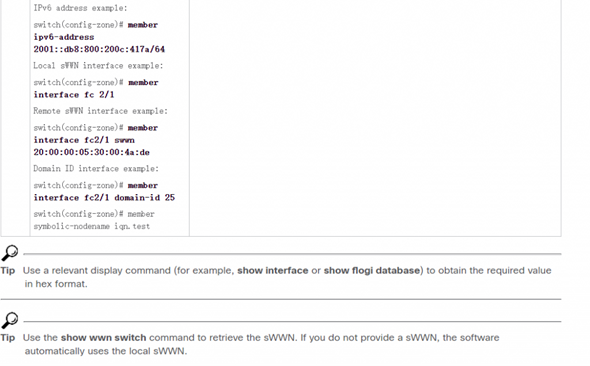 IPv6 address example:
switch(config-zone)# member
ipv6-address
2001::db8:800:200c:417a/64
Local sWWN interface example:
switch(config-zone)# member
interface fc 2/1
Remote sWWN interface example:
switch(config-zone)# member
interface fc2/1 swwn
20:00:00:05:30:00:4a:de
Domain ID interface example:
switch(config-zone)# member
interface fc2/1 domain-id 25
switch(config-zone)# member
symbolic-nodename iqn.test
Tip Use a relevant display command (for example, show interface or show flogi database) to obtain the required value
in hex format.
Tip Use the show wwn switch command to retrieve the sWWN. If you do not provide a sWWN, the software
automatically uses the local sWWN.